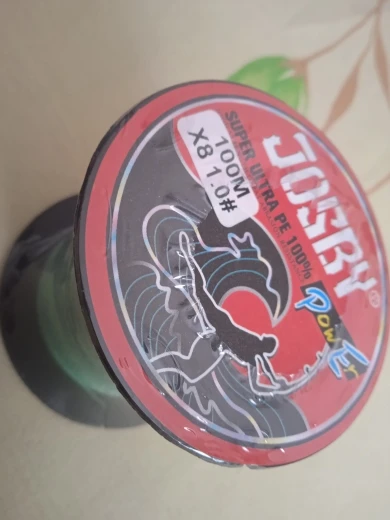 JOSBY®
SUPER UltRA PE 100%
PowEr
100M
X8 1.0#